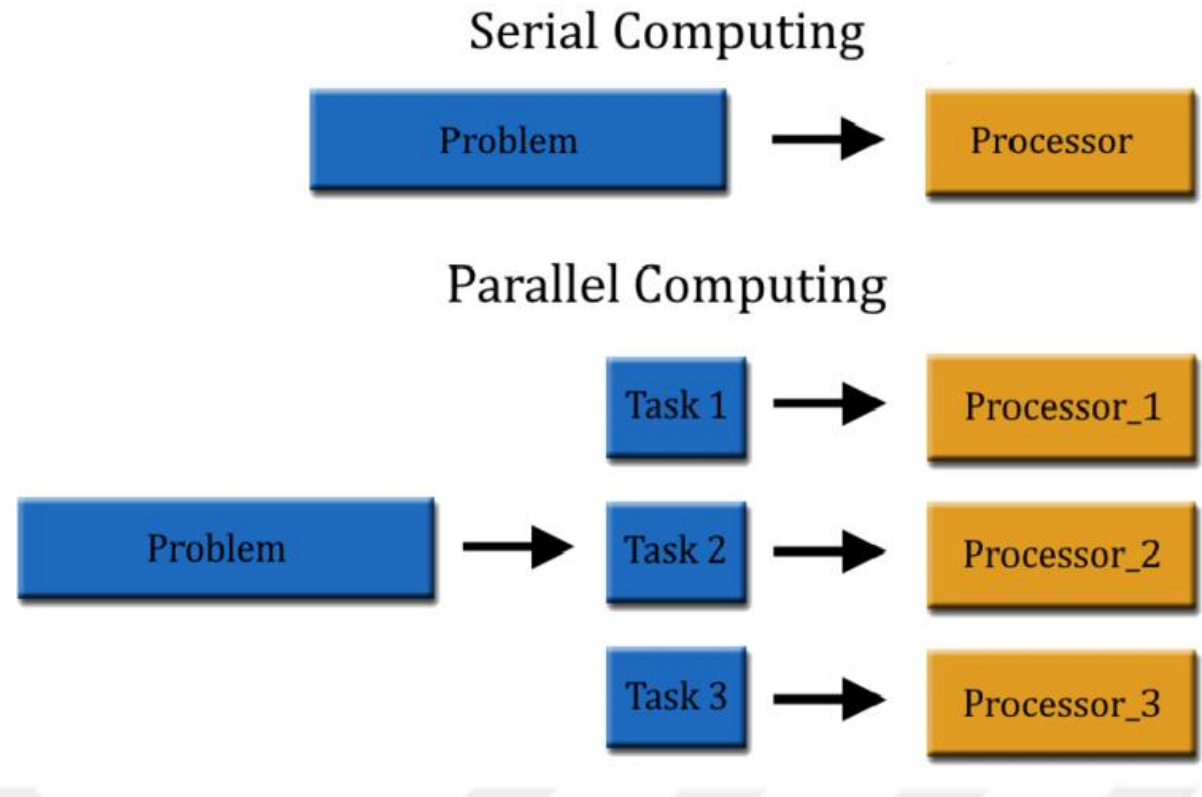 Serial Computing
Problem
Processor
Parallel Computing
Task 1
Processor_1
Problem
Task 2
Processor_2
Task 3
Processor_3